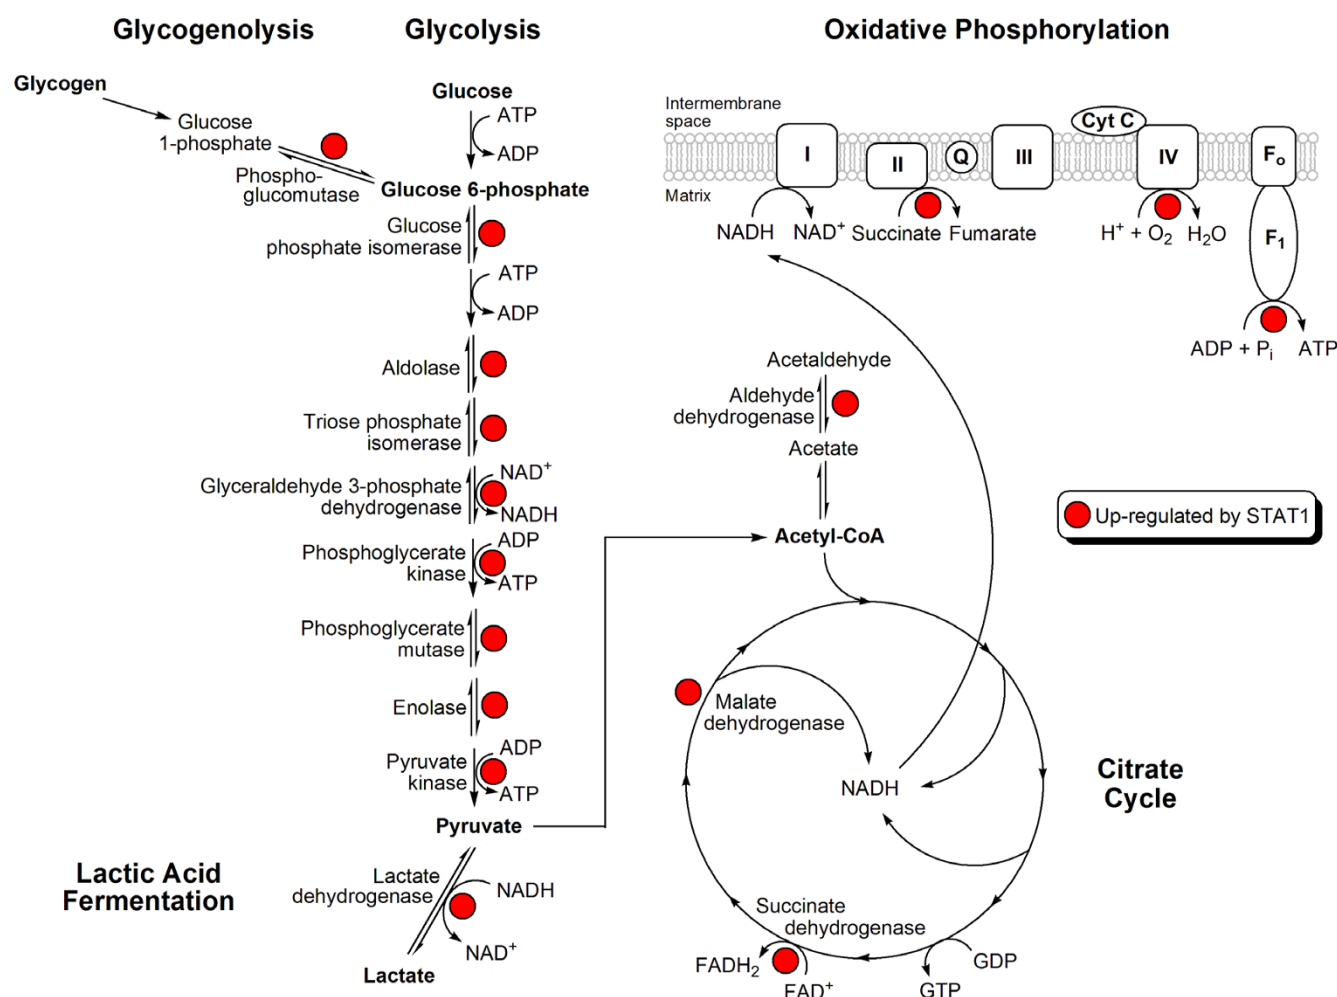 Glycogenolysis
Glycolysis
Oxidative Phosphorylation
Glycogen
Glucose
1-phosphate
Phospho-
glucomutase
Glucose
ATP
ADP
Glucose 6-phosphate
Glucose
phosphate isomerase
ATP
ADP
Aldolase
Triose phosphate
isomerase
Glyceraldehyde 3-phosphate
dehydrogenase
NAD⁺
NADH
Phosphoglycerate
kinase
ADP
ATP
Phosphoglycerate
mutase
Enolase
Pyruvate
kinase
ADP
ATP
Pyruvate
Lactic Acid
Fermentation
Lactate
dehydrogenase
NADH
NAD⁺
Lactate
Intermembrane
space
Matrix
I
II
Q
III
Cyt C
IV
Fₒ
F₁
NADH
NAD⁺
Succinate
Fumarate
H⁺ + O₂
H₂O
ADP + Pᵢ
ATP
Acetaldehyde
Aldehyde
dehydrogenase
Acetate
Acetyl-CoA
Up-regulated by STAT1
Malate
dehydrogenase
NADH
Citrate
Cycle
Succinate
dehydrogenase
FADH₂
FAD⁺
GTP
GDP